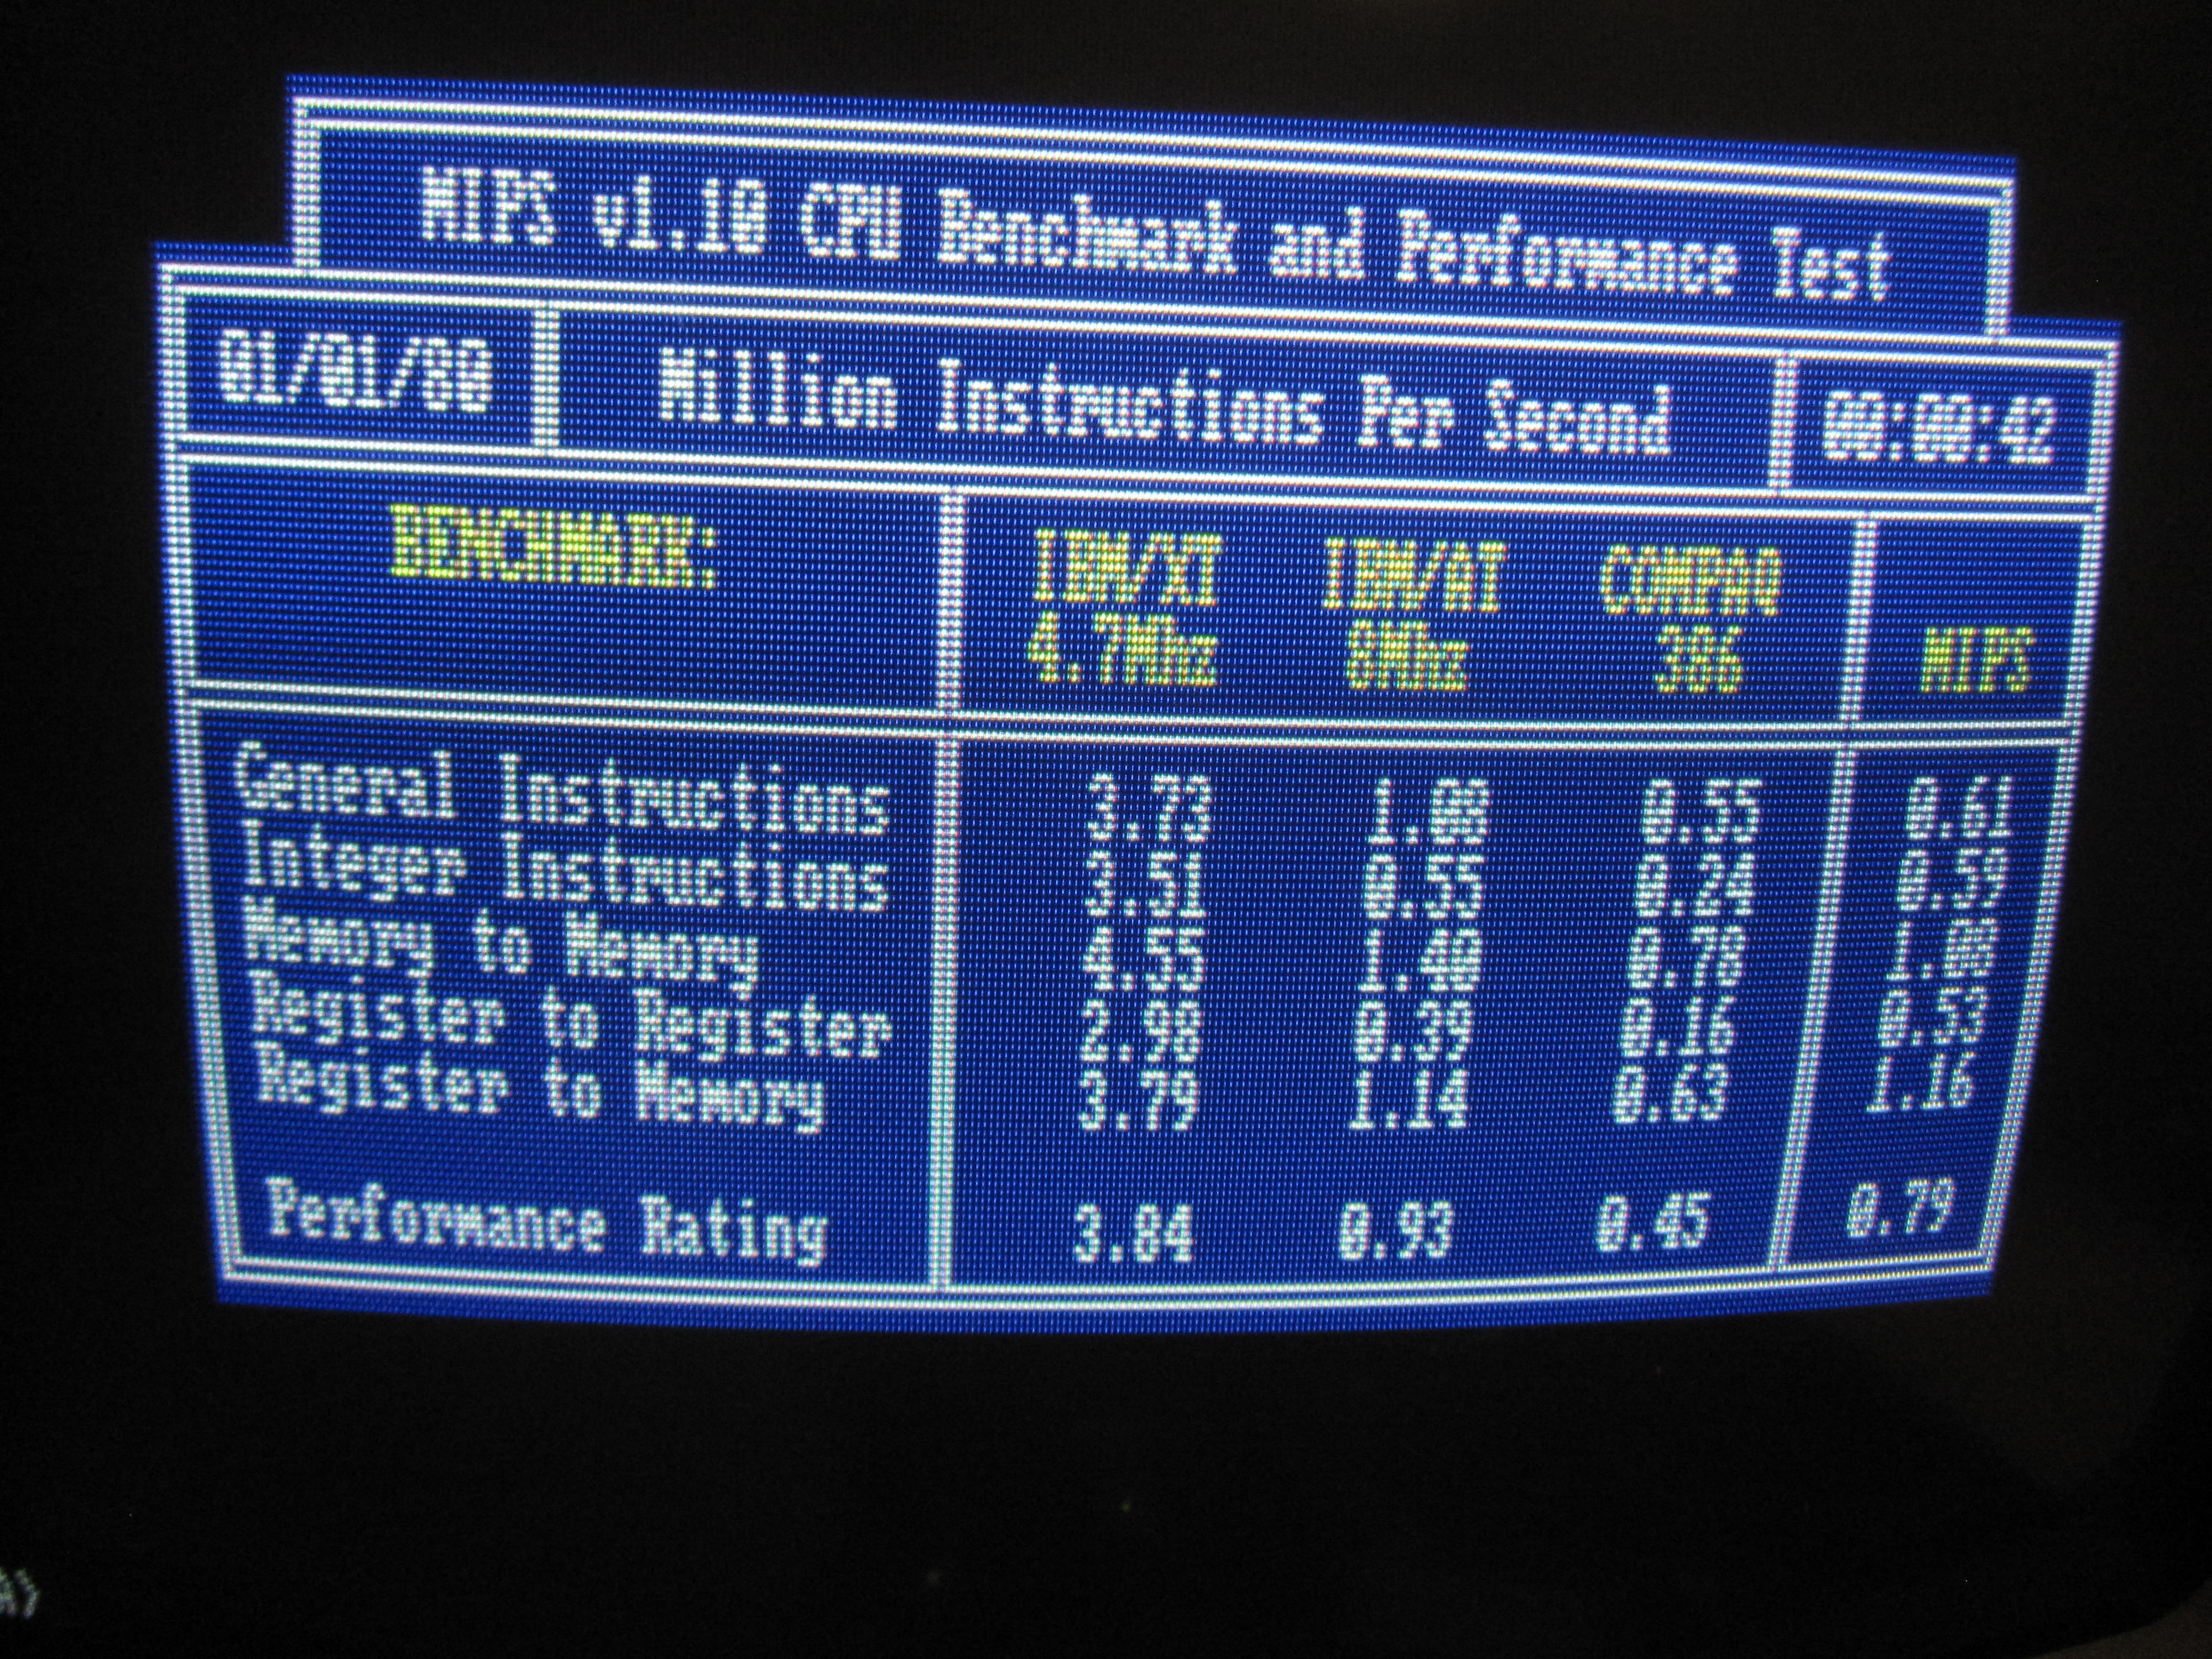 MIPS v1.10 CPU Benchmark and Performance Test
01/01/80 Million Instructions Per Second 00:00:42
BENCHMARK: IBM/XT IBM/AT COMPAQ
4.7Mhz 8Mhz 386 MIPS
General Instructions 3.73 1.08 0.55 0.61
Integer Instructions 3.51 0.55 0.24 0.59
Memory to Memory 4.55 1.40 0.78 1.08
Register to Register 2.98 0.39 0.16 0.53
Register to Memory 3.79 1.14 0.63 1.16
Performance Rating 3.84 0.93 0.45 0.79
A>